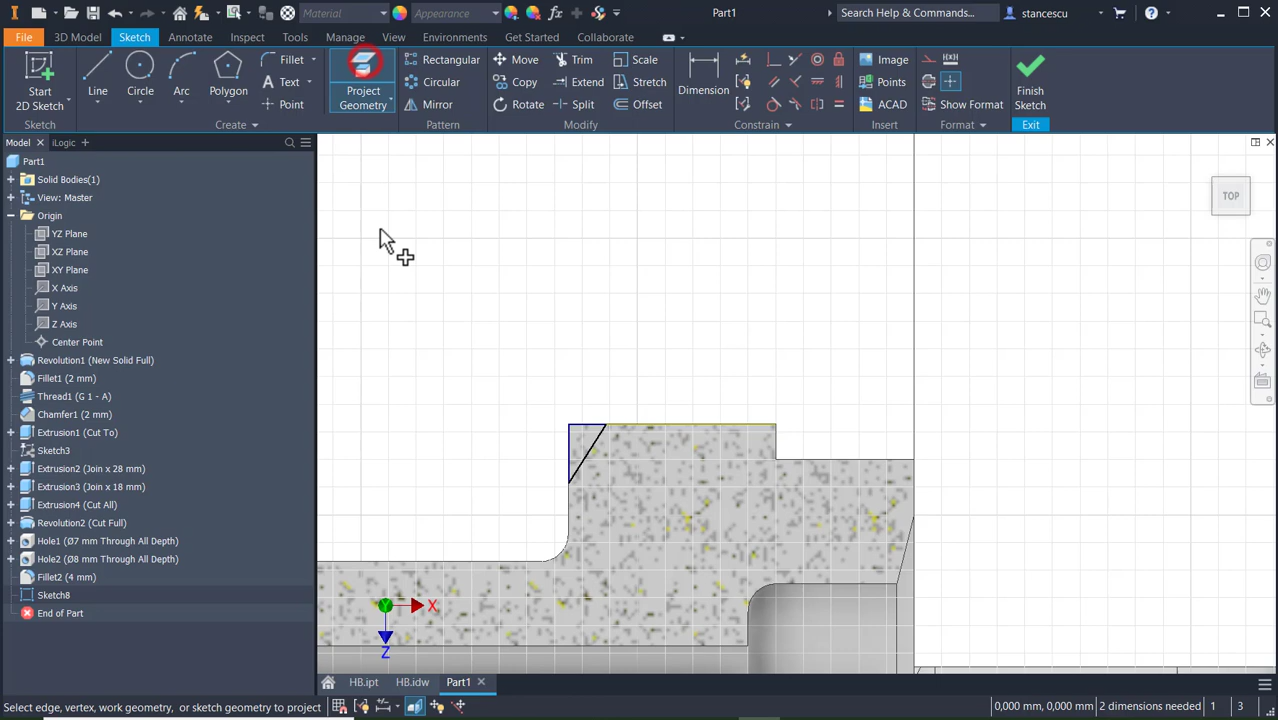 Material
Appearance
Part1
Search Help & Commands...
stancescu
File
3D Model
Sketch
Annotate
Inspect
Tools
Manage
View
Environments
Get Started
Collaborate
Start
2D Sketch
Line
Circle
Arc
Polygon
Fillet
Text
Point
Project
Geometry
Rectangular
Circular
Mirror
Move
Copy
Rotate
Trim
Extend
Split
Scale
Stretch
Offset
Dimension
Image
Points
ACAD
Show Format
Finish
Sketch
Sketch
Create
Pattern
Modify
Constrain
Insert
Format
Exit
Model
iLogic
Part1
Solid Bodies(1)
View: Master
Origin
YZ Plane
XZ Plane
XY Plane
X Axis
Y Axis
Z Axis
Center Point
Revolution1 (New Solid Full)
Fillet1 (2 mm)
Thread1 (G 1 - A)
Chamfer1 (2 mm)
Extrusion1 (Cut To)
Sketch3
Extrusion2 (Join x 28 mm)
Extrusion3 (Join x 18 mm)
Extrusion4 (Cut All)
Revolution2 (Cut Full)
Hole1 (Ø7 mm Through All Depth)
Hole2 (Ø8 mm Through All Depth)
Fillet2 (4 mm)
Sketch8
End of Part
TOP
X
Z
HB.ipt
HB.idw
Part1
Select edge, vertex, work geometry, or sketch geometry to project
0,000 mm, 0,000 mm
2 dimensions needed
1
3